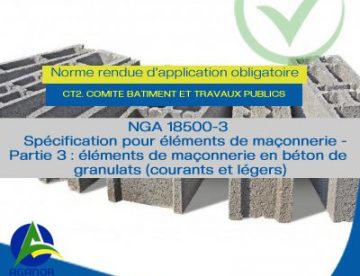 Norme rendue d'application obligatoire
CT2. COMITE BATIMENT ET TRAVAUX PUBLICS
NGA 18500-3
Spécification pour éléments de maçonnerie -
Partie 3 : éléments de maçonnerie en béton de
granulats (courants et légers)
AGANOR